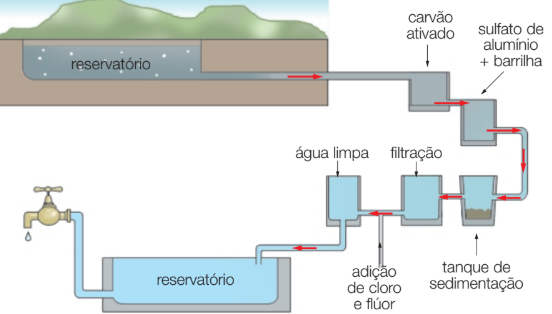 reservatório
carvão
ativado
sulfato de
alumínio
+ barrilha
água limpa
filtração
reservatório
adição
de cloro
e flúor
tanque de
sedimentação